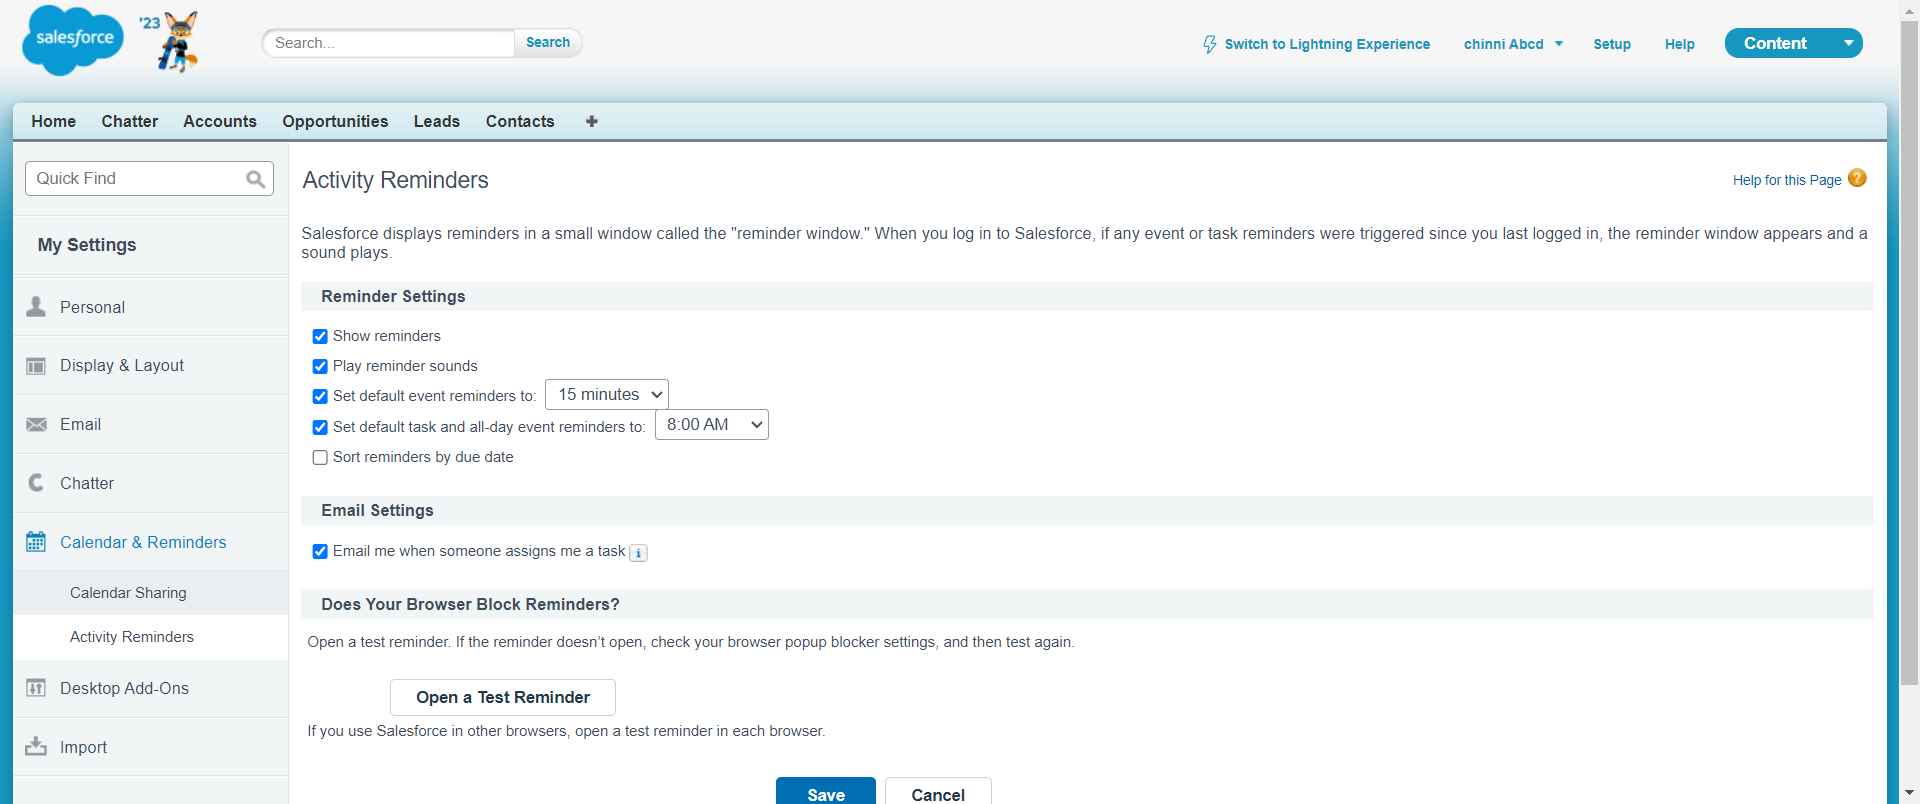 salesforce
'23
Search...
Search
Switch to Lightning Experience
chinni Abcd
Setup
Help
Content
Home
Chatter
Accounts
Opportunities
Leads
Contacts
+
Quick Find
My Settings
Personal
Display & Layout
Email
Chatter
Calendar & Reminders
Calendar Sharing
Activity Reminders
Desktop Add-Ons
Import
Activity Reminders
Help for this Page
?
Salesforce displays reminders in a small window called the "reminder window." When you log in to Salesforce, if any event or task reminders were triggered since you last logged in, the reminder window appears and a
sound plays.
Reminder Settings
Show reminders
Play reminder sounds
Set default event reminders to: 15 minutes
Set default task and all-day event reminders to: 8:00 AM
Sort reminders by due date
Email Settings
Email me when someone assigns me a task i
Does Your Browser Block Reminders?
Open a test reminder. If the reminder doesn’t open, check your browser popup blocker settings, and then test again.
Open a Test Reminder
If you use Salesforce in other browsers, open a test reminder in each browser.
Save
Cancel